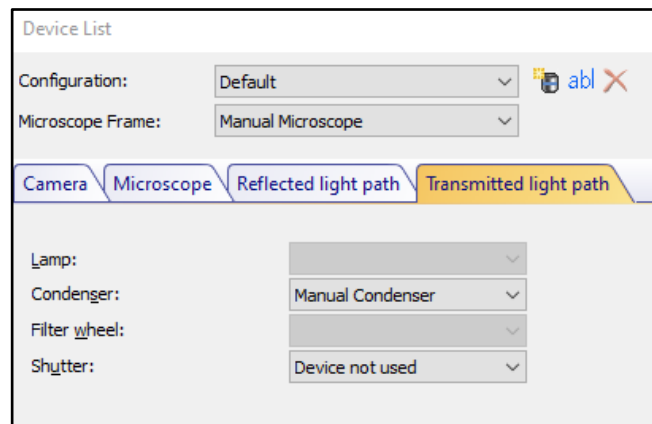 Device List
Configuration: Default abl
Microscope Frame: Manual Microscope
Camera Microscope Reflected light path Transmitted light path
Lamp:
Condenser: Manual Condenser
Filter wheel:
Shutter: Device not used